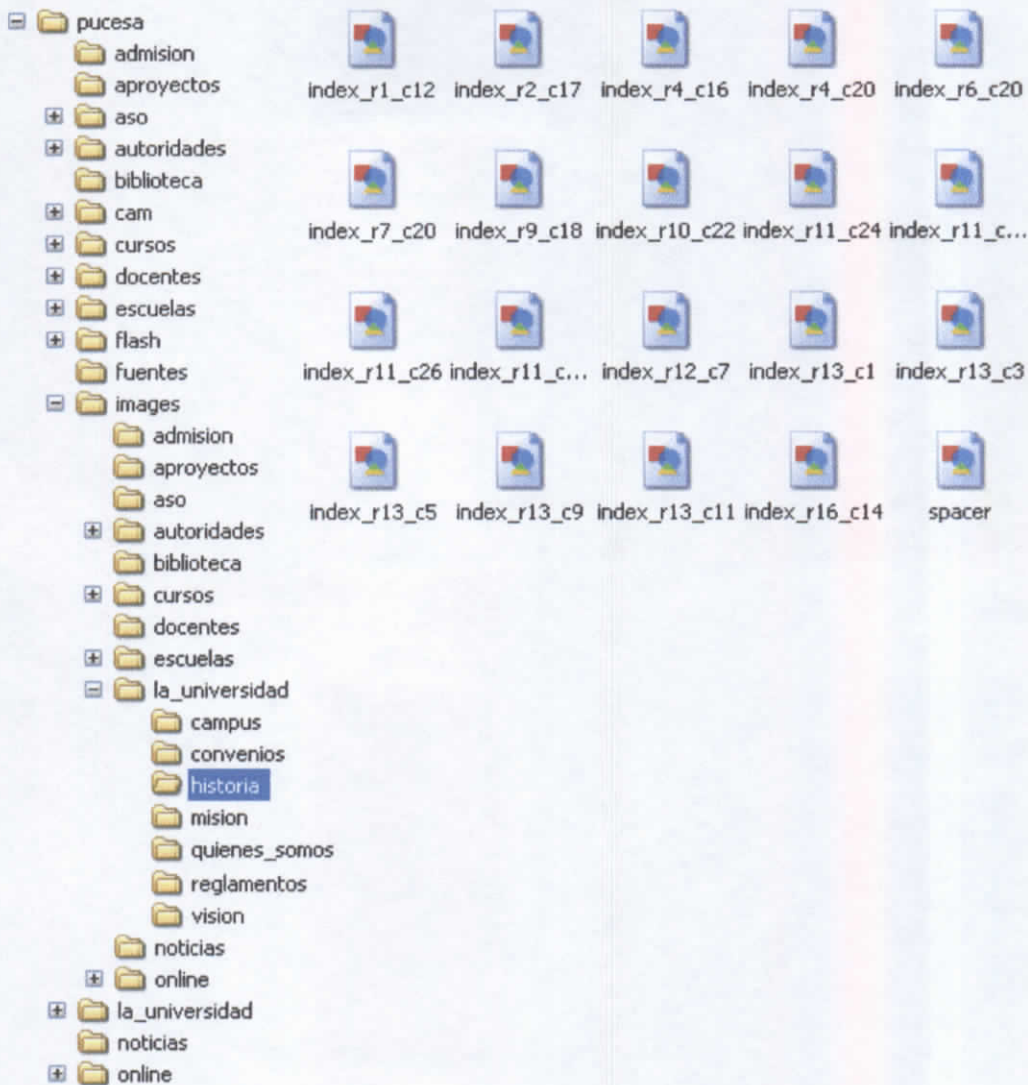 pucesa
admision
aproyectos
aso
autoridades
biblioteca
cam
cursos
docentes
escuelas
flash
fuentes
images
admision
aproyectos
aso
autoridades
biblioteca
cursos
docentes
escuelas
la_universidad
campus
convenios
historia
mision
quienes_somos
reglamentos
vision
noticias
online
la_universidad
noticias
online
index_r1_c12 index_r2_c17 index_r4_c16 index_r4_c20 index_r6_c20
index_r7_c20 index_r9_c18 index_r10_c22 index_r11_c24 index_r11_c...
index_r11_c26 index_r11_c... index_r12_c7 index_r13_c1 index_r13_c3
index_r13_c5 index_r13_c9 index_r13_c11 index_r16_c14 spacer